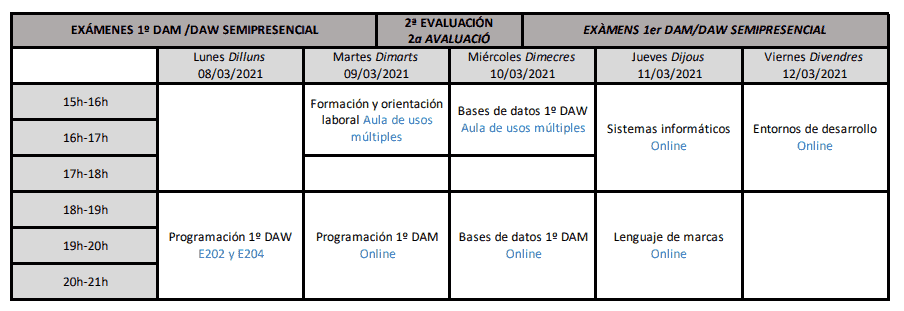 EXÁMENES 1º DAM /DAW SEMIPRESENCIAL
2ª EVALUACIÓN
2a AVALUACIÓ
EXÀMENS 1er DAM/DAW SEMIPRESENCIAL
Lunes Dilluns
08/03/2021
Martes Dimarts
09/03/2021
Miércoles Dimecres
10/03/2021
Jueves Dijous
11/03/2021
Viernes Divendres
12/03/2021
15h-16h
16h-17h
17h-18h
Formación y orientación
laboral Aula de usos
múltiples
Bases de datos 1º DAW
Aula de usos múltiples
Sistemas informáticos
Online
Entornos de desarrollo
Online
18h-19h
19h-20h
20h-21h
Programación 1º DAW
E202 y E204
Programación 1º DAM
Online
Bases de datos 1º DAM
Online
Lenguaje de marcas
Online